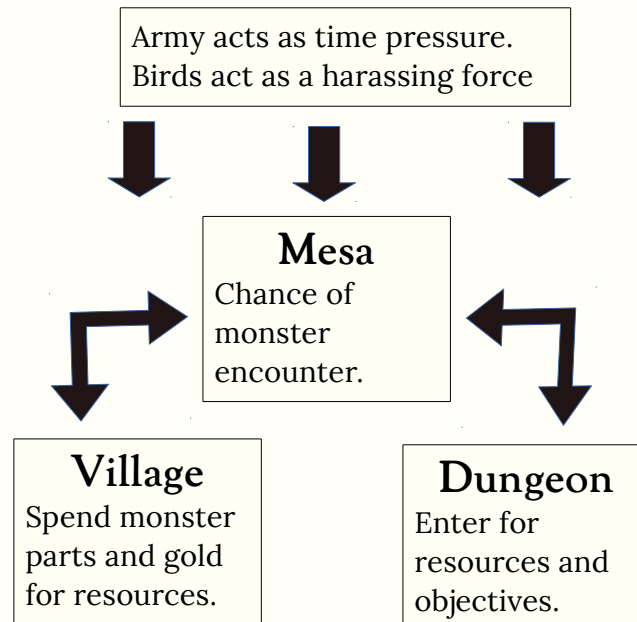 Army acts as time pressure.
Birds act as a harassing force
Mesa
Chance of
monster
encounter.
Village
Spend monster
parts and gold
for resources.
Dungeon
Enter for
resources and
objectives.